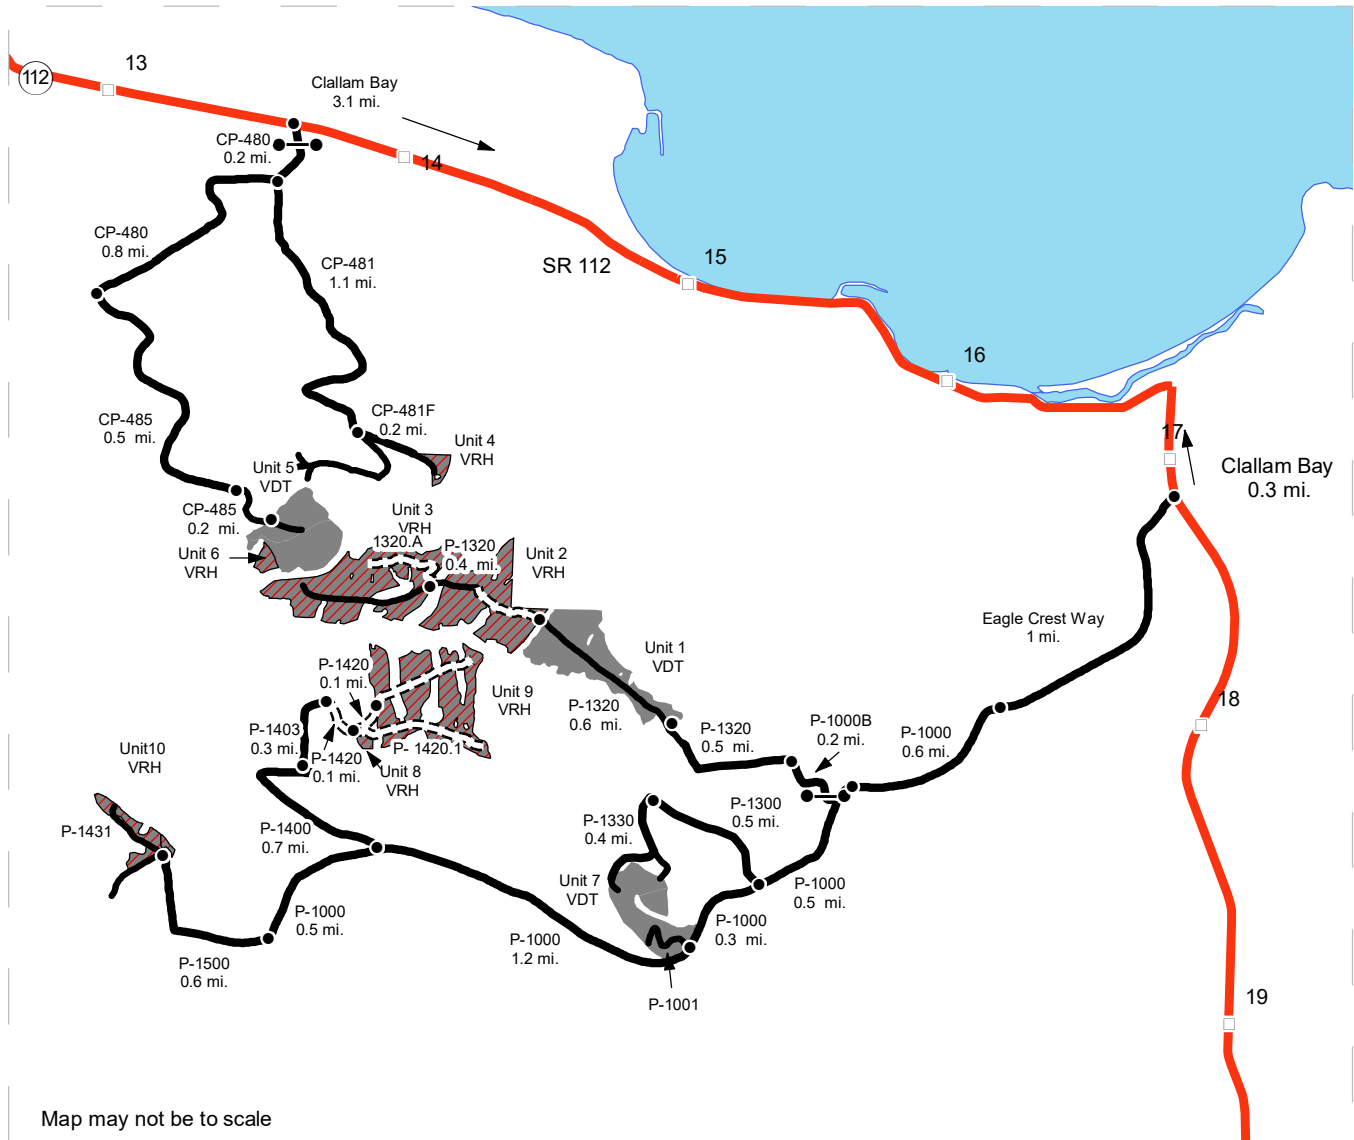 13
112
Clallam Bay
3.1 mi.
CP-480
0.2 mi.
14
CP-480
0.8 mi.
CP-481
1.1 mi.
SR 112
15
16
CP-485
0.5 mi.
CP-481F
0.2 mi.
Unit 4
VRH
17
Clallam Bay
0.3 mi.
Unit 5
VDT
CP-485
0.2 mi.
Unit 3
VRH
1320.A
P-1320
0.4 mi.
Unit 2
VRH
Unit 6
VRH
Eagle Crest Way
1 mi.
Unit 1
VDT
P-1420
0.1 mi.
Unit 9
VRH
P-1320
0.6 mi.
18
P-1403
0.3 mi.
P-1420
0.1 mi.
P- 1420.1
Unit 8
VRH
P-1320
0.5 mi.
P-1000B
0.2 mi.
P-1000
0.6 mi.
Unit10
VRH
P-1431
P-1400
0.7 mi.
P-1330
0.4 mi.
P-1300
0.5 mi.
Unit 7
VDT
P-1000
0.5 mi.
P-1000
0.5 mi.
P-1000
0.3 mi.
P-1500
0.6 mi.
P-1000
1.2 mi.
P-1001
19
Map may not be to scale